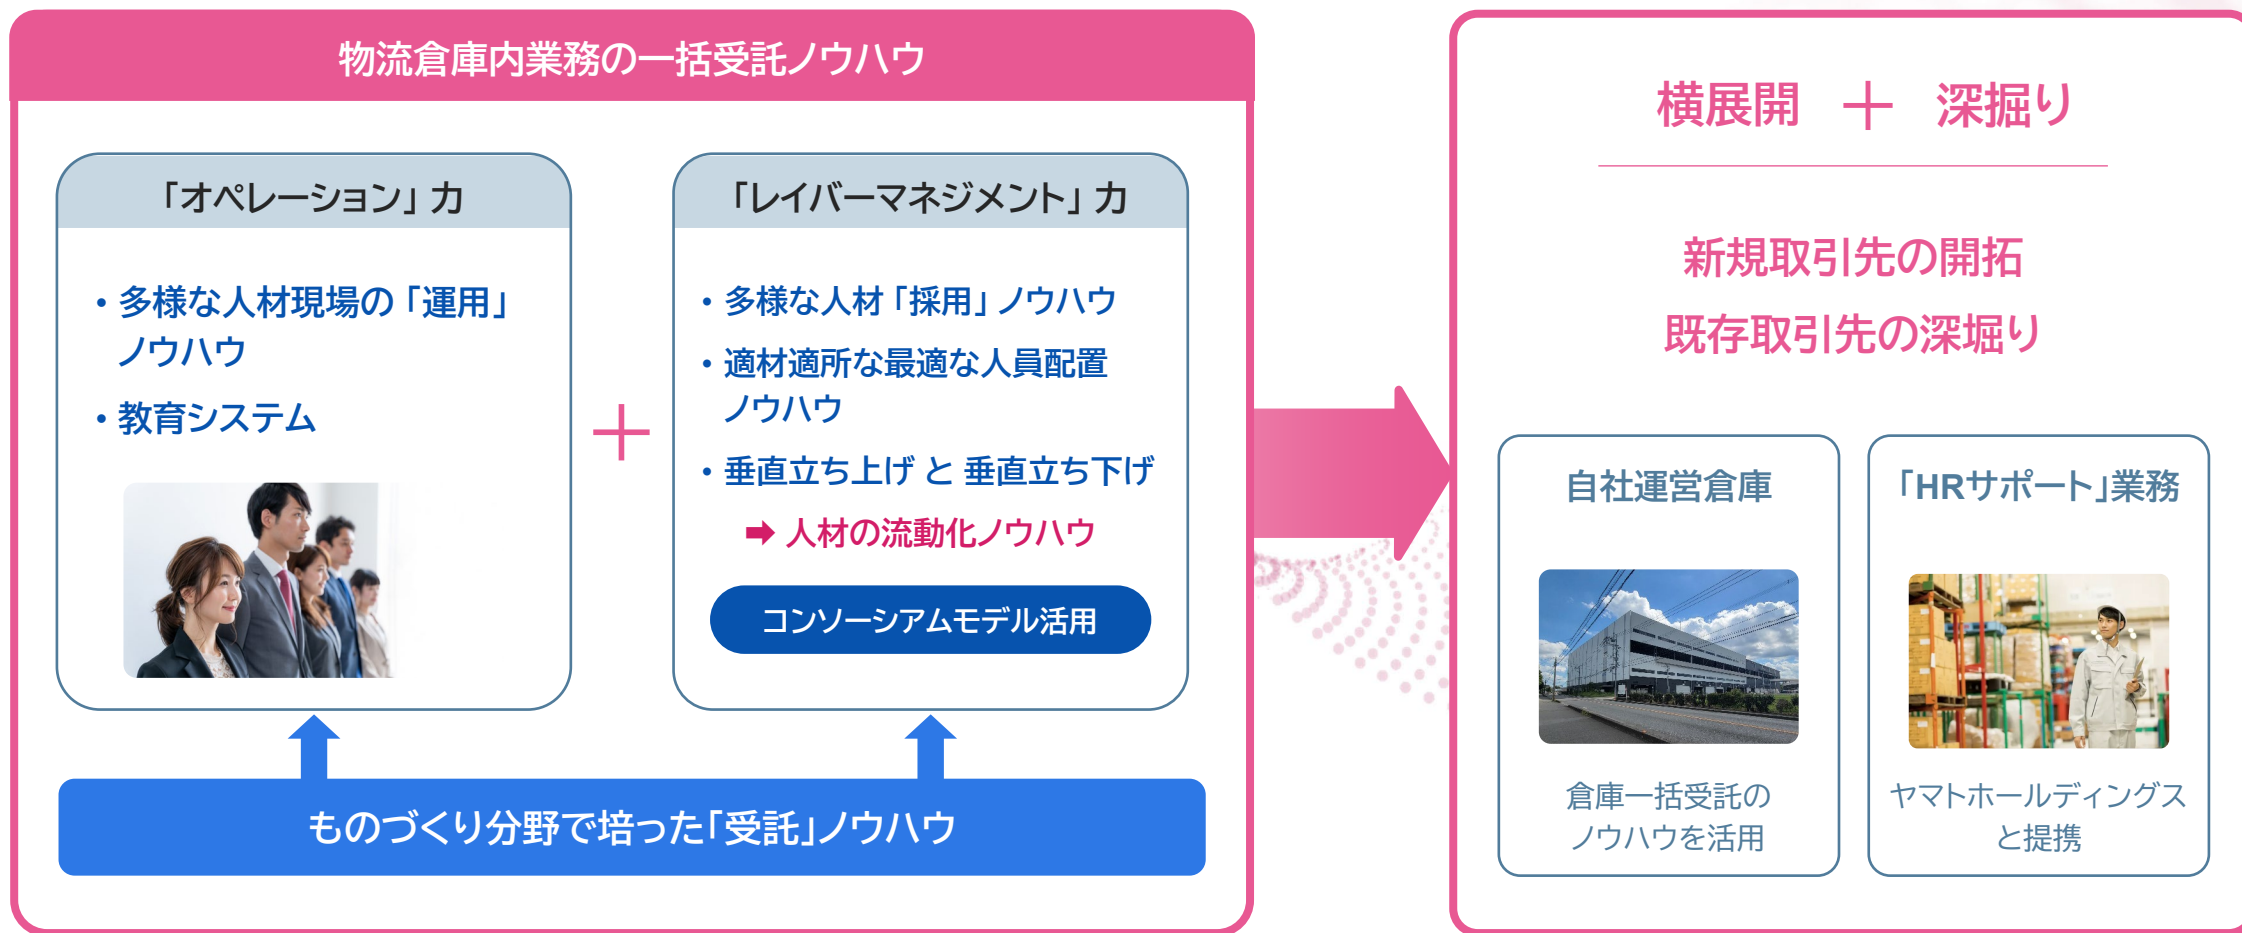 物流倉庫内業務の一括受託ノウハウ
「オペレーション」力
・多様な人材現場の「運用」
ノウハウ
・教育システム
＋
「レイバーマネジメント」力
・多様な人材「採用」ノウハウ
・適材適所な最適な人員配置
ノウハウ
・垂直立ち上げ と 垂直立ち下げ
➡ 人材の流動化ノウハウ
コンソーシアムモデル活用
ものづくり分野で培った「受託」ノウハウ
横展開 ＋ 深掘り
新規取引先の開拓
既存取引先の深堀り
自社運営倉庫
倉庫一括受託の
ノウハウを活用
「HRサポート」業務
ヤマトホールディングス
と提携